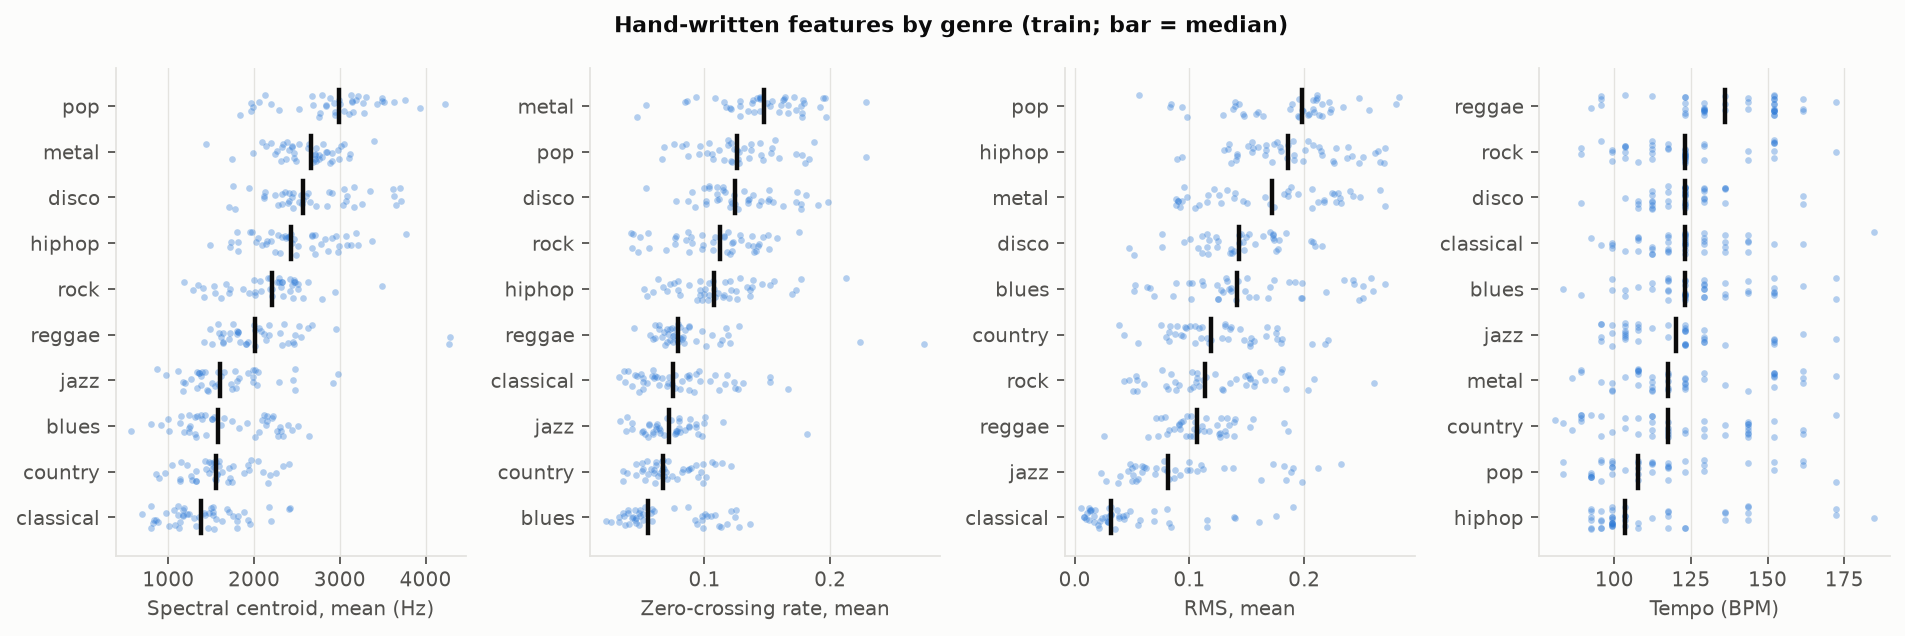 Hand-written features by genre (train; bar = median)
pop
metal
disco
hiphop
rock
reggae
jazz
blues
country
classical
1000 2000 3000 4000
Spectral centroid, mean (Hz)
metal
pop
disco
rock
hiphop
reggae
classical
jazz
country
blues
0.1 0.2
Zero-crossing rate, mean
pop
hiphop
metal
disco
blues
country
rock
reggae
jazz
classical
0.0 0.1 0.2
RMS, mean
reggae
rock
disco
classical
blues
jazz
metal
country
pop
hiphop
100 125 150 175
Tempo (BPM)